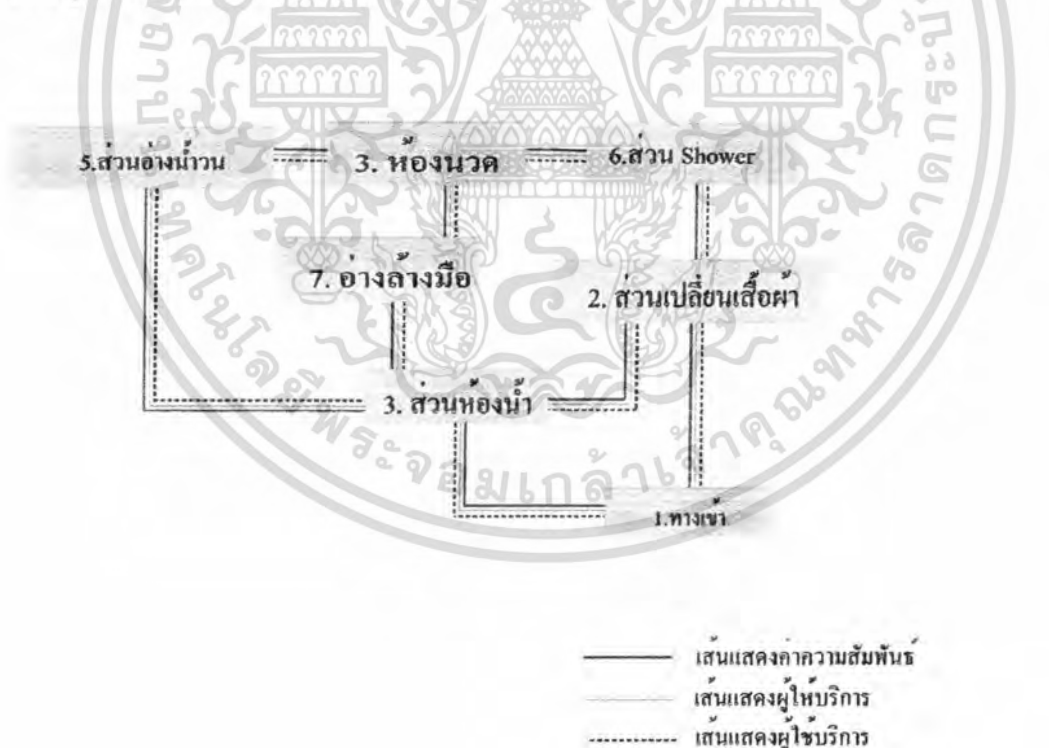 5.ส่วนอ่างน้ำวน
3. ห้องนวด
6.ส่วน Shower
7. อ่างล้างมือ
2. ส่วนเปลี่ยนเสื้อผ้า
3. ส่วนห้องน้ำ
1.ทางเข้า
เส้นแสดงค่าความสัมพันธ์
เส้นแสดงผู้ให้บริการ
เส้นแสดงผู้ใช้บริการ